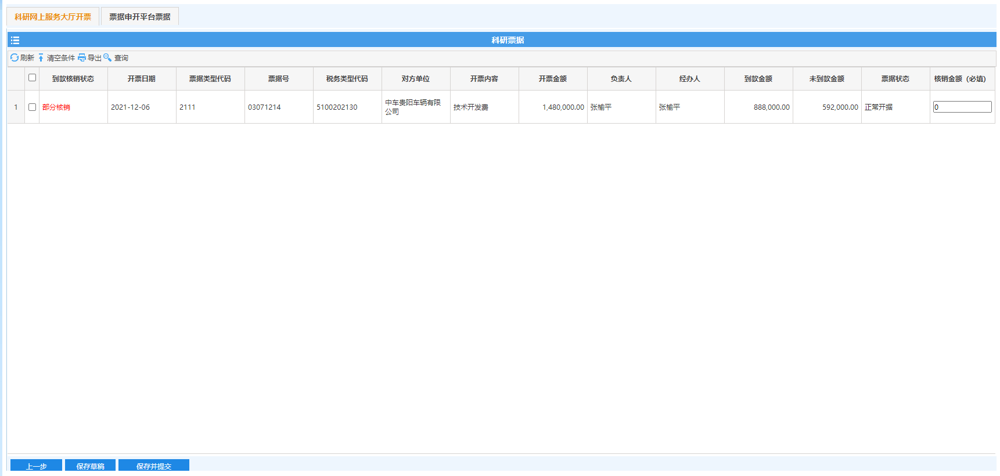 科研网上服务大厅开票 票据申开平台票据
科研票据
刷新 清空条件 导出 查询
到款核销状态 开票日期 票据类型代码 票据号 税务类型代码 对方单位 开票内容 开票金额 负责人 经办人 到款金额 未到款金额 票据状态 核销金额（必填）
1 部分核销 2021-12-06 2111 03071214 5100202130 中车贵阳车辆有限 技术开发费 1,480,000.00 张榆平 张榆平 888,000.00 592,000.00 正常开据 0
公司
上一步 保存草稿 保存并提交